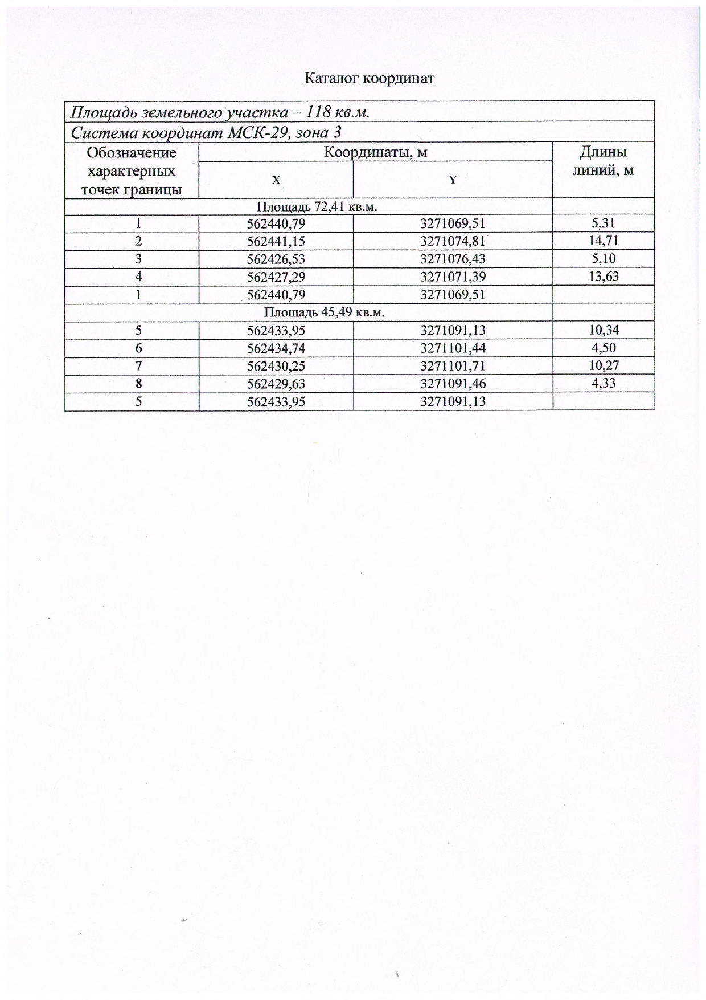 Каталог координат
Площадь земельного участка – 118 кв.м.
Система координат МСК-29, зона 3
Обозначение характерных точек границы Координаты, м Длины линий, м
X Y
Площадь 72,41 кв.м.
1 562440,79 3271069,51 5,31
2 562441,15 3271074,81 14,71
3 562426,53 3271076,43 5,10
4 562427,29 3271071,39 13,63
1 562440,79 3271069,51
Площадь 45,49 кв.м.
5 562433,95 3271091,13 10,34
6 562434,74 3271101,44 4,50
7 562430,25 3271101,71 10,27
8 562429,63 3271091,46 4,33
5 562433,95 3271091,13